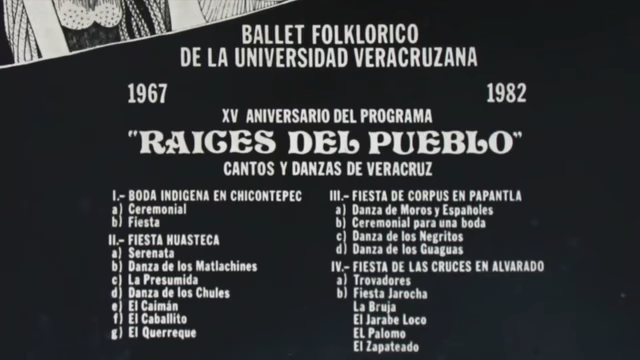 BALLET FOLKLORICO
DE LA UNIVERSIDAD VERACRUZANA
1967 1982
XV ANIVERSARIO DEL PROGRAMA
"RAICES DEL PUEBLO"
CANTOS Y DANZAS DE VERACRUZ
I.- BODA INDIGENA EN CHICONTEPEC
a) Ceremonial
b) Fiesta
II.- FIESTA HUASTECA
a) Serenata
b) Danza de los Matlachines
c) La Presumida
d) Danza de los Chules
e) El Caimán
f) El Caballito
g) El Querreque
III.- FIESTA DE CORPUS EN PAPANTLA
a) Danza de Moros y Españoles
b) Ceremonial para una boda
c) Danza de los Negritos
d) Danza de los Guaguas
IV.- FIESTA DE LAS CRUCES EN ALVARADO
a) Trovadores
b) Fiesta Jarocha
La Bruja
El Jarabe Loco
EL Palomo
El Zapateado